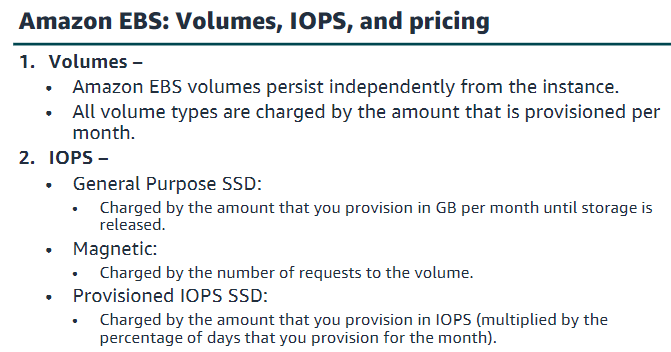 Amazon EBS: Volumes, IOPS, and pricing
1. Volumes –
• Amazon EBS volumes persist independently from the instance.
• All volume types are charged by the amount that is provisioned per
month.
2. IOPS –
• General Purpose SSD:
• Charged by the amount that you provision in GB per month until storage is
released.
• Magnetic:
• Charged by the number of requests to the volume.
• Provisioned IOPS SSD:
• Charged by the amount that you provision in IOPS (multiplied by the
percentage of days that you provision for the month).